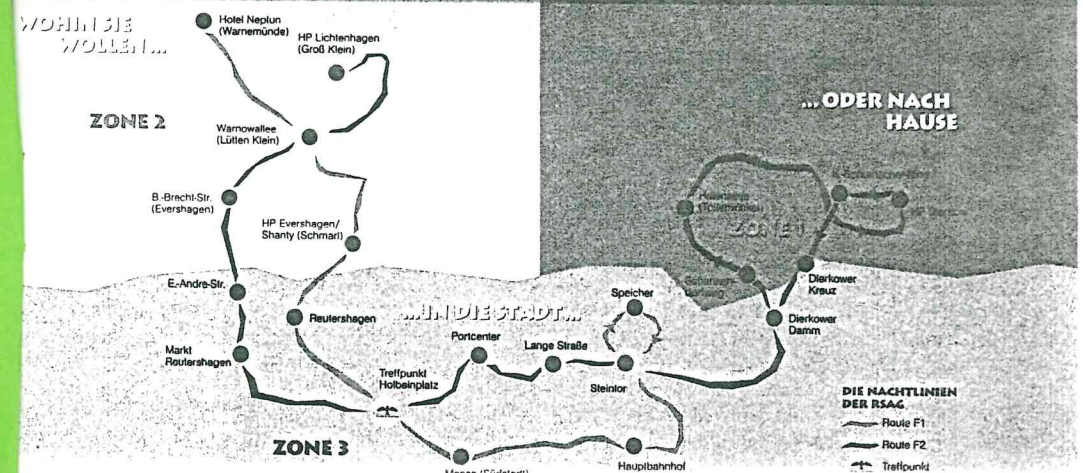 WOHIN SIE
WOLLEN...
Hotel Neptun
(Warnemünde)
HP Lichtenhagen
(Groß Klein)
ZONE 2
Warnowallee
(Lütten Klein)
...ODER NACH
HAUSE
B.-Brecht-Str.
(Evershagen)
HP Evershagen/
Shanty (Schmarl)
ZONE
E.-Andre-Str.
Dierkower
Kreuz
Speicher
Reutershagen
...IN DIE STADT...
Dierkower
Damm
Portcenter
Lange Straße
Markt
Reutershagen
Steintor
Treffpunkt
Holbeinplatz
DIE NACHTLINIEN
DER RSAG
Route F1
Route F2
Treffpunkt
ZONE 3
Hauptbahnhof
(Südstadt)